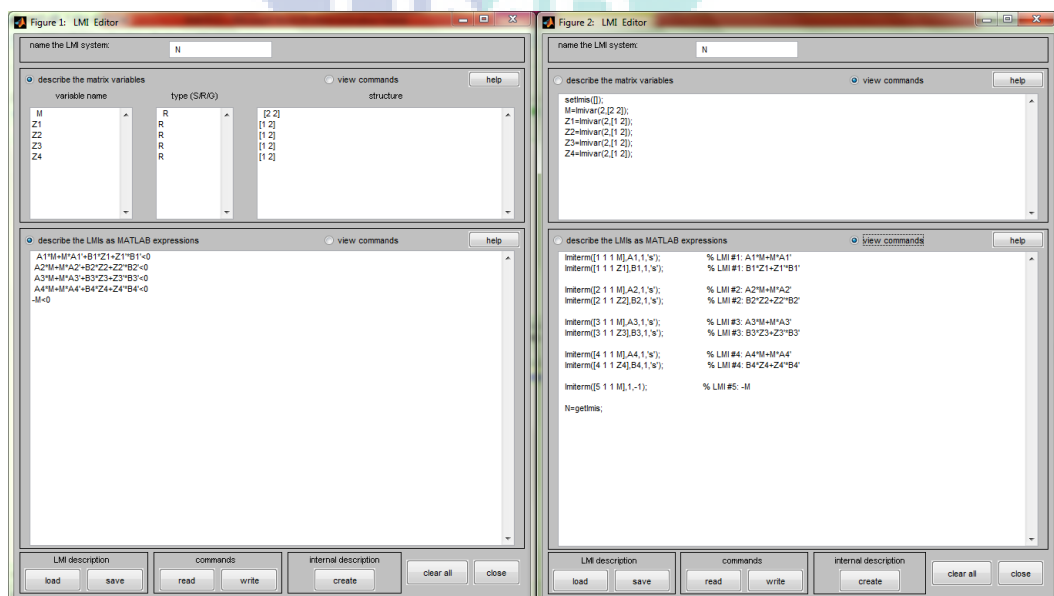 Figure 1: LMI Editor
name the LMI system:
N
describe the matrix variables
view commands
help
variable name
type (S/R/G)
structure
M
R
[2 2]
Z1
R
[1 2]
Z2
R
[1 2]
Z3
R
[1 2]
Z4
R
[1 2]
describe the LMIs as MATLAB expressions
view commands
help
A1*M+M*A1'+B1*Z1+Z1'*B1'<0
A2*M+M*A2'+B2*Z2+Z2'*B2'<0
A3*M+M*A3'+B3*Z3+Z3'*B3'<0
A4*M+M*A4'+B4*Z4+Z4'*B4'<0
-M<0
LMI description
commands
internal description
load
save
read
write
create
clear all
close
Figure 2: LMI Editor
name the LMI system:
N
describe the matrix variables
view commands
help
setlmis([]);
M=lmivar(2,[2 2]);
Z1=lmivar(2,[1 2]);
Z2=lmivar(2,[1 2]);
Z3=lmivar(2,[1 2]);
Z4=lmivar(2,[1 2]);
describe the LMIs as MATLAB expressions
view commands
help
lmiterm([1 1 1 M],A1,1,'s'); % LMI #1: A1*M+M*A1'
lmiterm([1 1 1 Z1],B1,1,'s'); % LMI #1: B1*Z1+Z1'*B1'
lmiterm([2 1 1 M],A2,1,'s'); % LMI #2: A2*M+M*A2'
lmiterm([2 1 1 Z2],B2,1,'s'); % LMI #2: B2*Z2+Z2'*B2'
lmiterm([3 1 1 M],A3,1,'s'); % LMI #3: A3*M+M*A3'
lmiterm([3 1 1 Z3],B3,1,'s'); % LMI #3: B3*Z3+Z3'*B3'
lmiterm([4 1 1 M],A4,1,'s'); % LMI #4: A4*M+M*A4'
lmiterm([4 1 1 Z4],B4,1,'s'); % LMI #4: B4*Z4+Z4'*B4'
lmiterm([5 1 1 M],1,-1); % LMI #5: -M
N=getlmis;
LMI description
commands
internal description
load
save
read
write
create
clear all
close